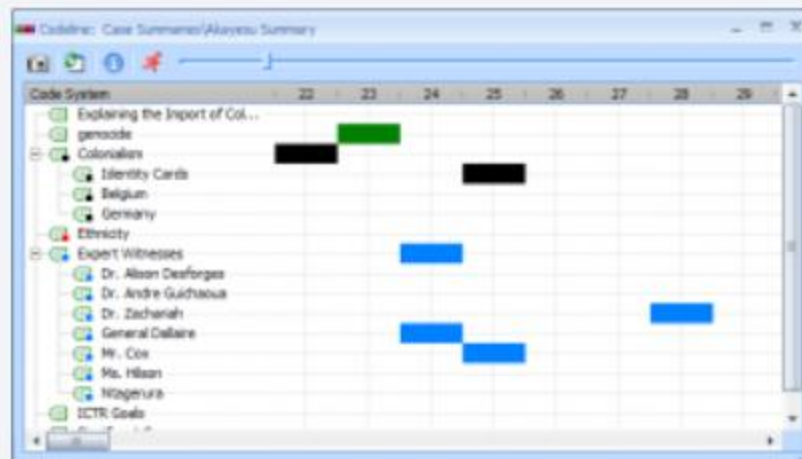 Codeline: Case Summaries\Akayesu Summary
Code System 22 23 24 25 26 27 28 29
Explaining the Import of Col...
genocide
Colonialism
Identity Cards
Belgium
Germany
Ethnicity
Expert Witnesses
Dr. Alison Desforges
Dr. Andre Guichaoua
Dr. Zachariah
General Dallaire
Mr. Cox
Ms. Hilson
Ntagerura
ICTR Goals